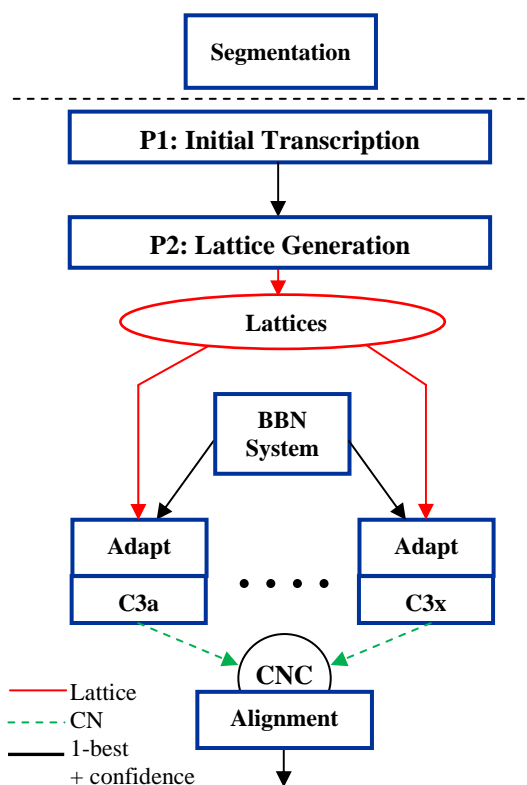 Segmentation
P1: Initial Transcription
P2: Lattice Generation
Lattices
BBN
System
Adapt
Adapt
C3a
C3x
CNC
Alignment
Lattice
CN
1-best
+ confidence